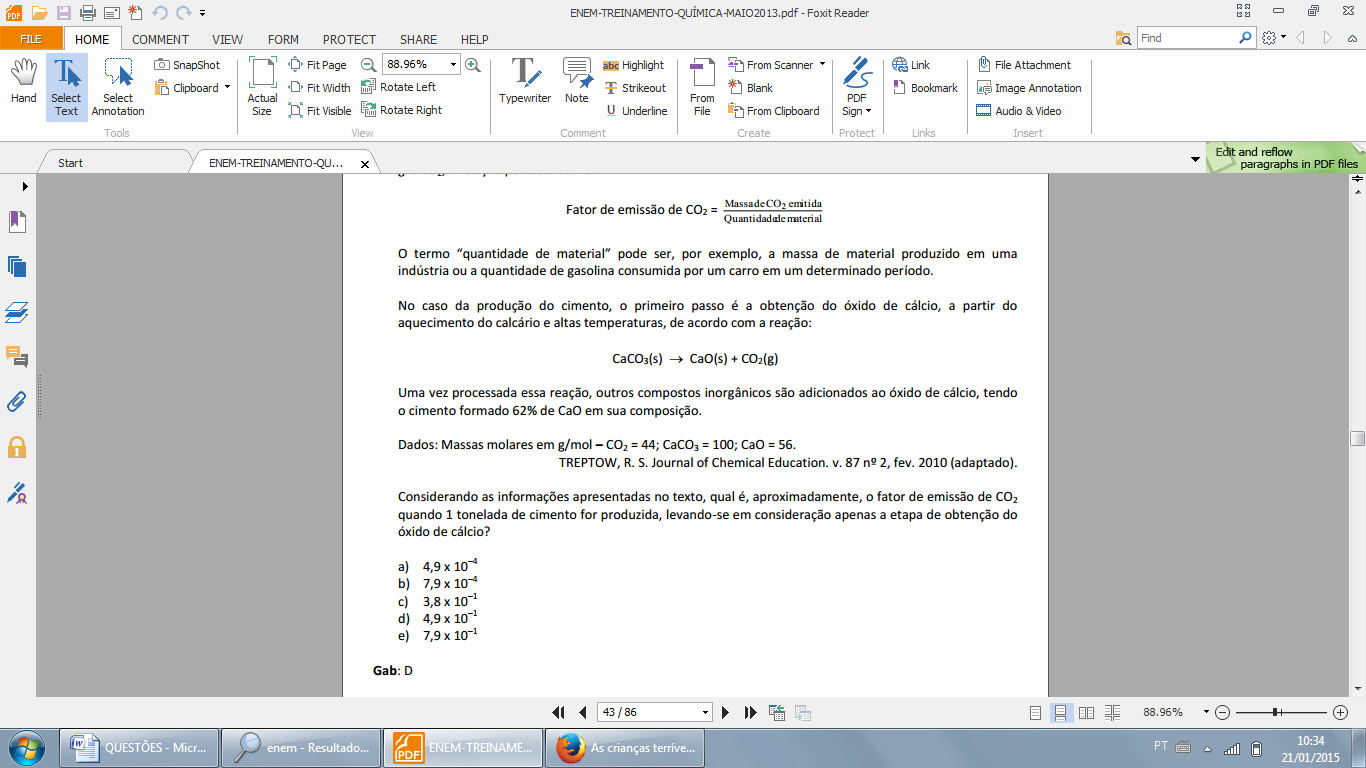 ENEM-TREINAMENTO-QUÍMICA-MAIO2013.pdf - Foxit Reader
FILE HOME COMMENT VIEW FORM PROTECT SHARE HELP
Find
Hand
Select Text
Select Annotation
SnapShot
Clipboard
Tools
Actual Size
Fit Page
Fit Width
Fit Visible
88.96%
Rotate Left
Rotate Right
View
Typewriter
Note
Highlight
Strikeout
Underline
Comment
From File
From Scanner
Blank
From Clipboard
Create
PDF Sign
Protect
Link
Bookmark
Links
File Attachment
Image Annotation
Audio & Video
Insert
Start
ENEM-TREINAMENTO-QU...
Edit and reflow
paragraphs in PDF files
Fator de emissão de CO₂ = Massa de CO₂ emitida
Quantidade de material
O termo “quantidade de material” pode ser, por exemplo, a massa de material produzido em uma
indústria ou a quantidade de gasolina consumida por um carro em um determinado período.
No caso da produção do cimento, o primeiro passo é a obtenção do óxido de cálcio, a partir do
aquecimento do calcário e altas temperaturas, de acordo com a reação:
CaCO₃(s) → CaO(s) + CO₂(g)
Uma vez processada essa reação, outros compostos inorgânicos são adicionados ao óxido de cálcio, tendo
o cimento formado 62% de CaO em sua composição.
Dados: Massas molares em g/mol – CO₂ = 44; CaCO₃ = 100; CaO = 56.
TREPTOW, R. S. Journal of Chemical Education. v. 87 nº 2, fev. 2010 (adaptado).
Considerando as informações apresentadas no texto, qual é, aproximadamente, o fator de emissão de CO₂
quando 1 tonelada de cimento for produzida, levando-se em consideração apenas a etapa de obtenção do
óxido de cálcio?
a) 4,9 x 10⁻⁴
b) 7,9 x 10⁻⁴
c) 3,8 x 10⁻¹
d) 4,9 x 10⁻¹
e) 7,9 x 10⁻¹
Gab: D
43 / 86
88.96%
QUESTÕES - Micr...
enem - Resultado...
ENEM-TREINAME...
As crianças terríve...
PT
10:34
21/01/2015